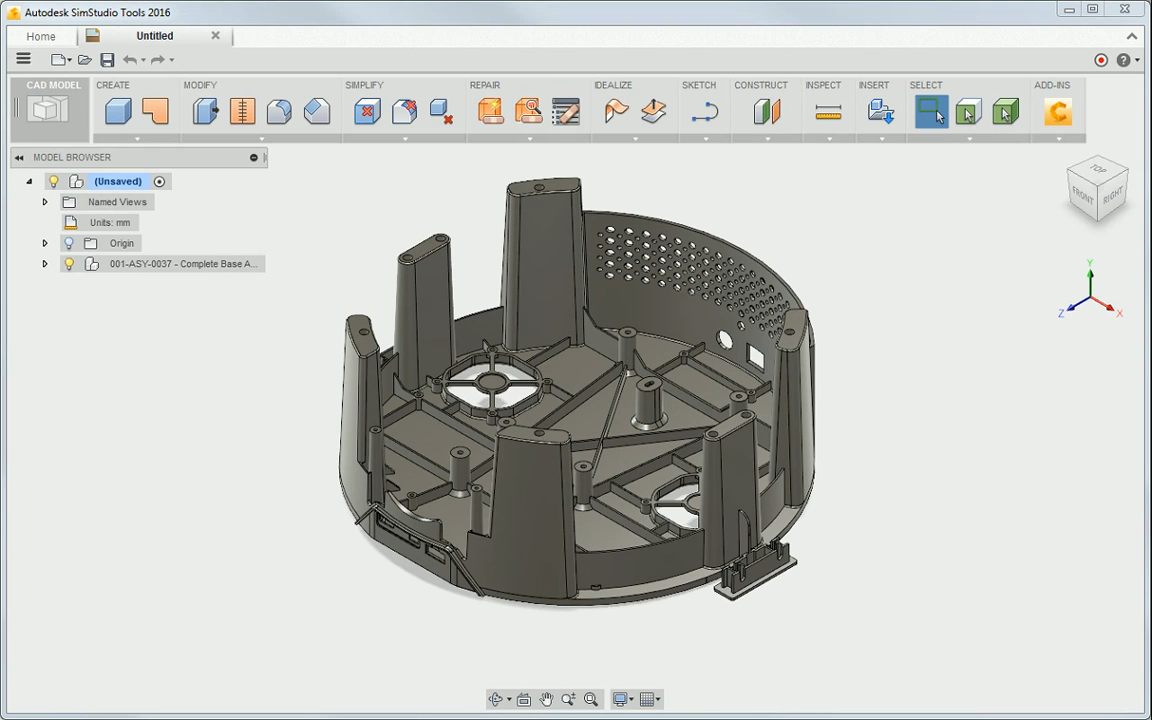 Autodesk SimStudio Tools 2016
Home
Untitled
CAD MODEL
CREATE
MODIFY
SIMPLIFY
REPAIR
IDEALIZE
SKETCH
CONSTRUCT
INSPECT
INSERT
SELECT
ADD-INS
MODEL BROWSER
(Unsaved)
Named Views
Units: mm
Origin
001-ASY-0037 - Complete Base A...
TOP
FRONT
RIGHT
Y
Z
X